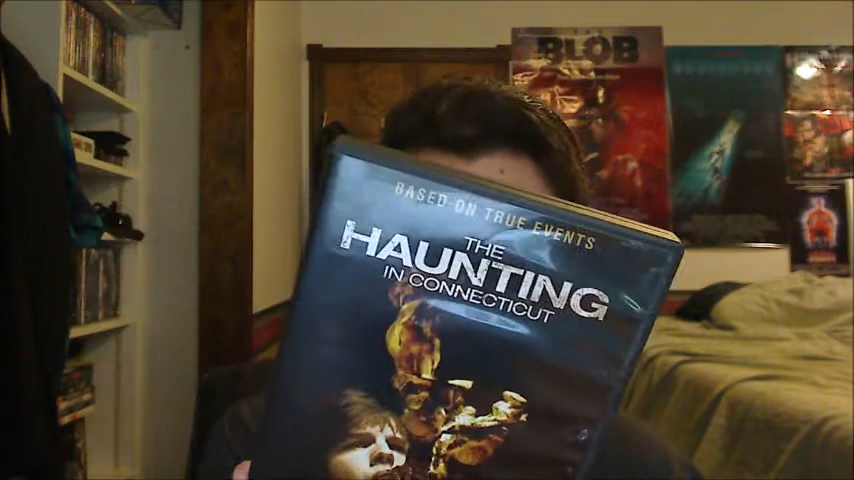 BLOB
BASED ON TRUE EVENTS
THE
HAUNTING
IN CONNECTICUT